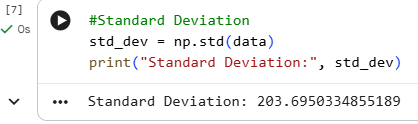 [7]
0s
#Standard Deviation
std_dev = np.std(data)
print("Standard Deviation:", std_dev)
Standard Deviation: 203.6950334855189